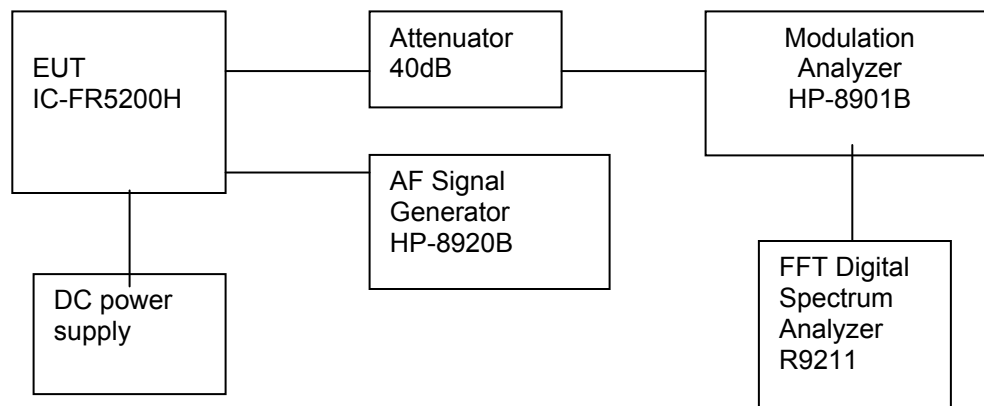 EUT
IC-FR5200H
Attenuator
40dB
Modulation
Analyzer
HP-8901B
AF Signal
Generator
HP-8920B
DC power
supply
FFT Digital
Spectrum
Analyzer
R9211